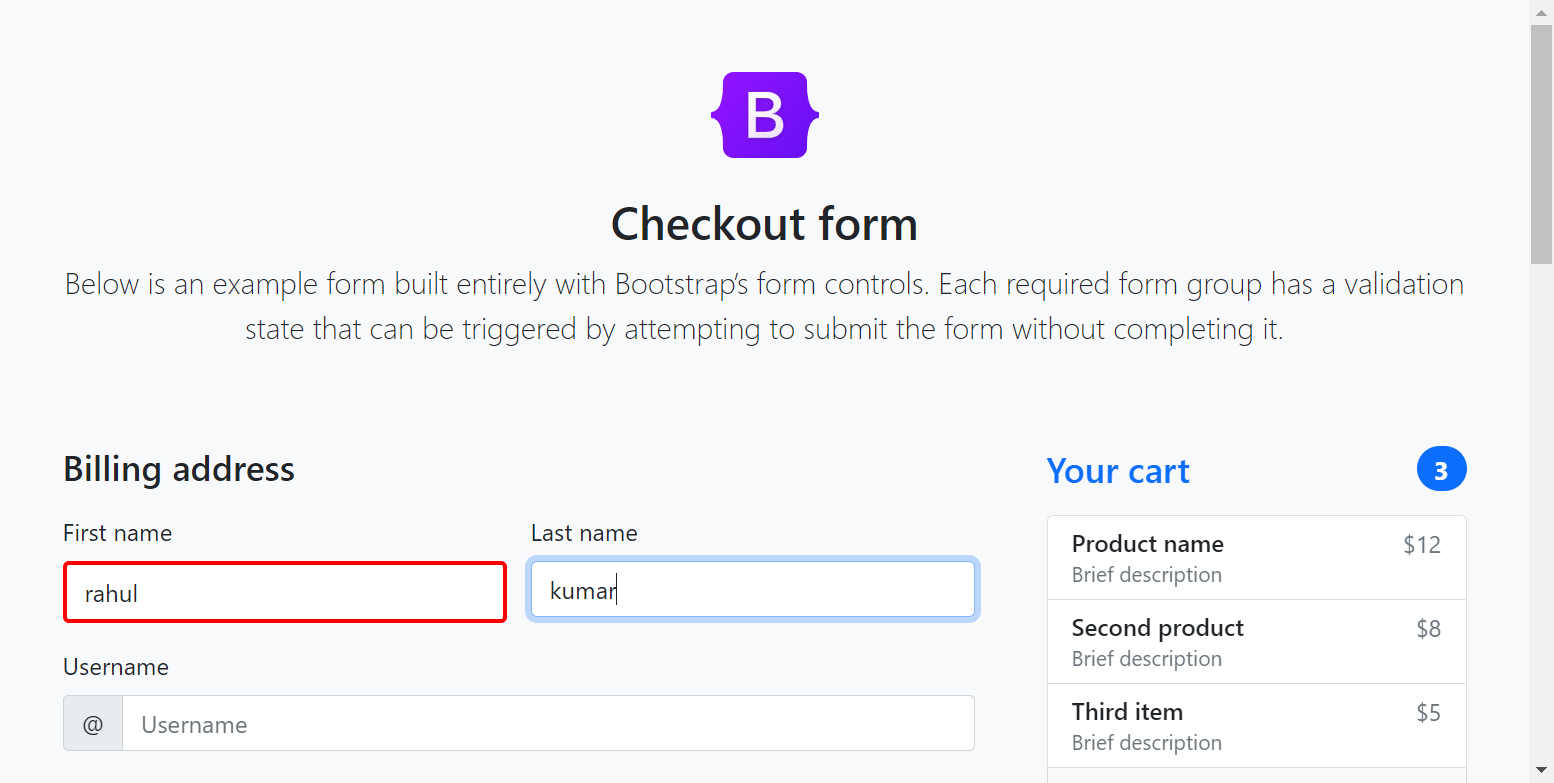 B
Checkout form
Below is an example form built entirely with Bootstrap’s form controls. Each required form group has a validation
state that can be triggered by attempting to submit the form without completing it.
Billing address
First name
Last name
rahul
kumar
Username
@
Username
Your cart
3
Product name
$12
Brief description
Second product
$8
Brief description
Third item
$5
Brief description